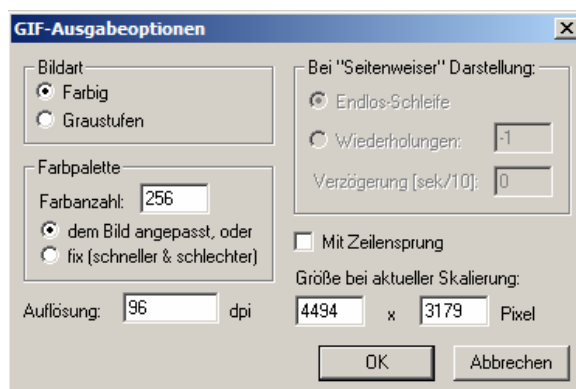 GIF-Ausgabeoptionen
Bildart
Farbig
Graustufen
Farbpalette
Farbanzahl: 256
dem Bild angepasst, oder
fix (schneller & schlechter)
Auflösung: 96 dpi
Bei "Seitenweiser" Darstellung:
Endlos-Schleife
Wiederholungen: -1
Verzögerung [sek/10]: 0
Mit Zeilensprung
Größe bei aktueller Skalierung:
4494 x 3179 Pixel
OK Abbrechen